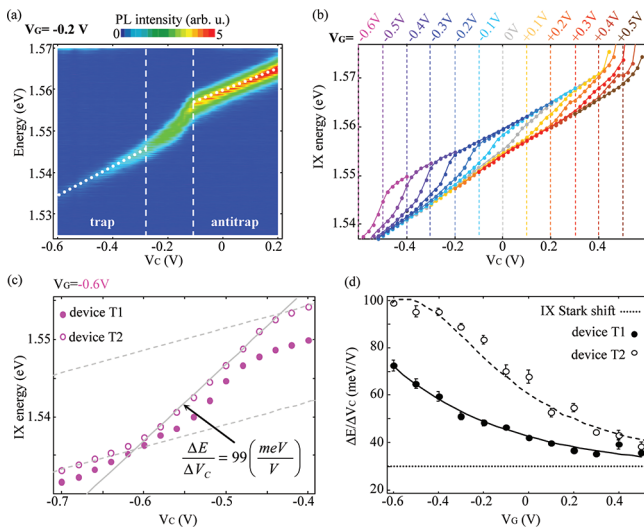 (a)
PL intensity (arb. u.)
V_G= -0.2 V
0
5
1.57
1.56
1.55
1.54
1.53
Energy (eV)
trap
antitrap
-0.6
-0.4
-0.2
0
0.2
V_C (V)
(b)
-0.6V
-0.5V
-0.4V
-0.3V
-0.2V
-0.1V
0V
+0.1V
+0.2V
+0.3V
+0.4V
+0.5V
IX energy (eV)
1.57
1.56
1.55
1.54
-0.4
-0.2
0
0.2
0.4
V_C (V)
(c)
V_G=-0.6V
device T1
device T2
IX energy (eV)
1.55
1.54
ΔE/ΔV_C = 99 (meV/V)
-0.7
-0.6
-0.5
-0.4
V_C (V)
(d)
IX Stark shift
device T1
device T2
ΔE/ΔV_C (meV/V)
100
80
60
40
30
-0.6
-0.4
-0.2
0
0.2
0.4
V_G (V)